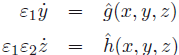 ε₁ẏ = ĝ(x, y, z)
ε₁ε₂ż = ĥ(x, y, z)